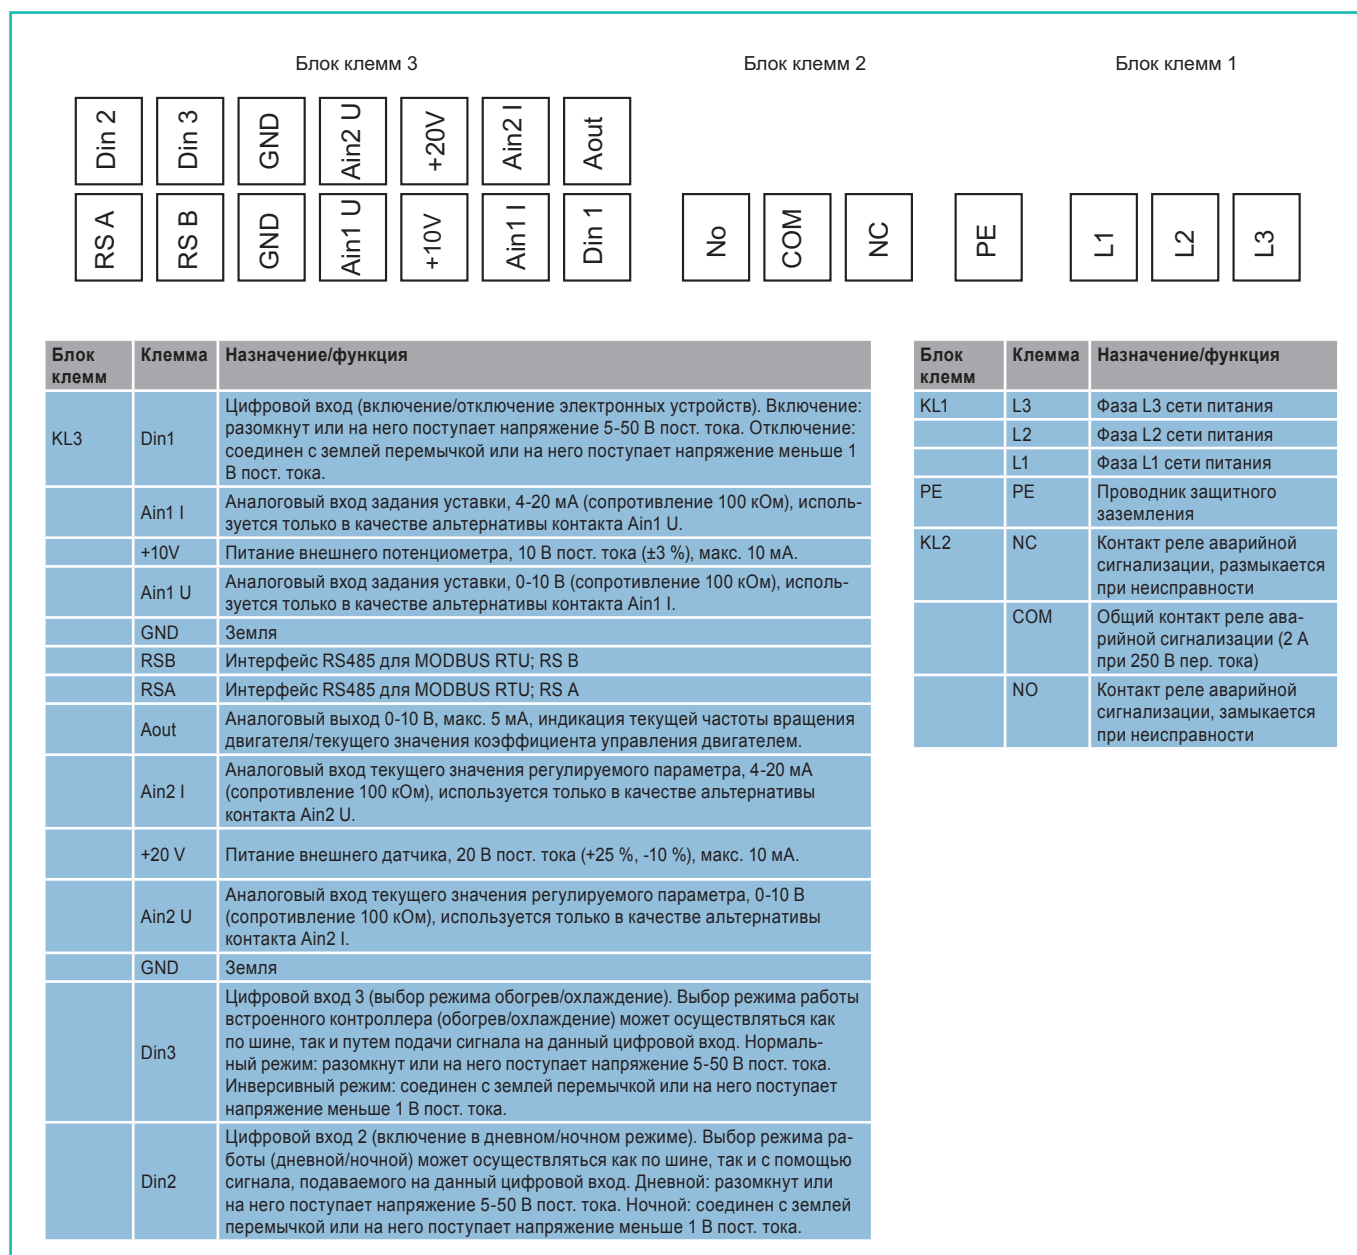 Блок клемм 3
Блок клемм 2
Блок клемм 1
Din 2
Din 3
GND
Ain2 U
+20V
Ain2 I
Aout
RS A
RS B
GND
Ain1 U
+10V
Ain1 I
Din 1
No
COM
NC
PE
L1
L2
L3
Блок клемм
Клемма
Назначение/функция
KL3
Din1
Цифровой вход (включение/отключение электронных устройств). Включение:
разомкнут или на него поступает напряжение 5-50 В пост. тока. Отключение:
соединен с землей перемычкой или на него поступает напряжение меньше 1
В пост. тока.
Ain1 I
Аналоговый вход задания уставки, 4-20 мА (сопротивление 100 кОм), исполь-
зуется только в качестве альтернативы контакта Ain1 U.
+10V
Питание внешнего потенциометра, 10 В пост. тока (±3 %), макс. 10 мА.
Ain1 U
Аналоговый вход задания уставки, 0-10 В (сопротивление 100 кОм), исполь-
зуется только в качестве альтернативы контакта Ain1 I.
GND
Земля
RSB
Интерфейс RS485 для MODBUS RTU; RS B
RSA
Интерфейс RS485 для MODBUS RTU; RS A
Aout
Аналоговый выход 0-10 В, макс. 5 мА, индикация текущей частоты вращения
двигателя/текущего значения коэффициента управления двигателем.
Ain2 I
Аналоговый вход текущего значения регулируемого параметра, 4-20 мА
(сопротивление 100 кОм), используется только в качестве альтернативы
контакта Ain2 U.
+20 V
Питание внешнего датчика, 20 В пост. тока (+25 %, -10 %), макс. 10 мА.
Ain2 U
Аналоговый вход текущего значения регулируемого параметра, 0-10 В
(сопротивление 100 кОм), используется только в качестве альтернативы
контакта Ain2 I.
GND
Земля
Din3
Цифровой вход 3 (выбор режима обогрев/охлаждение). Выбор режима работы
встроенного контроллера (обогрев/охлаждение) может осуществляться как
по шине, так и путем подачи сигнала на данный цифровой вход. Нормаль-
ный режим: разомкнут или на него поступает напряжение 5-50 В пост. тока.
Инверсивный режим: соединен с землей перемычкой или на него поступает
напряжение меньше 1 В пост. тока.
Din2
Цифровой вход 2 (включение в дневном/ночном режиме). Выбор режима ра-
боты (дневной/ночной) может осуществляться как по шине, так и с помощью
сигнала, подаваемого на данный цифровой вход. Дневной: разомкнут или
на него поступает напряжение 5-50 В пост. тока. Ночной: соединен с землей
перемычкой или на него поступает напряжение меньше 1 В пост. тока.
Блок клемм
Клемма
Назначение/функция
KL1
L3
Фаза L3 сети питания
L2
Фаза L2 сети питания
L1
Фаза L1 сети питания
PE
PE
Проводник защитного
заземления
KL2
NC
Контакт реле аварийной
сигнализации, размыкается
при неисправности
COM
Общий контакт реле ава-
рийной сигнализации (2 А
при 250 В пер. тока)
NO
Контакт реле аварийной
сигнализации, замыкается
при неисправности